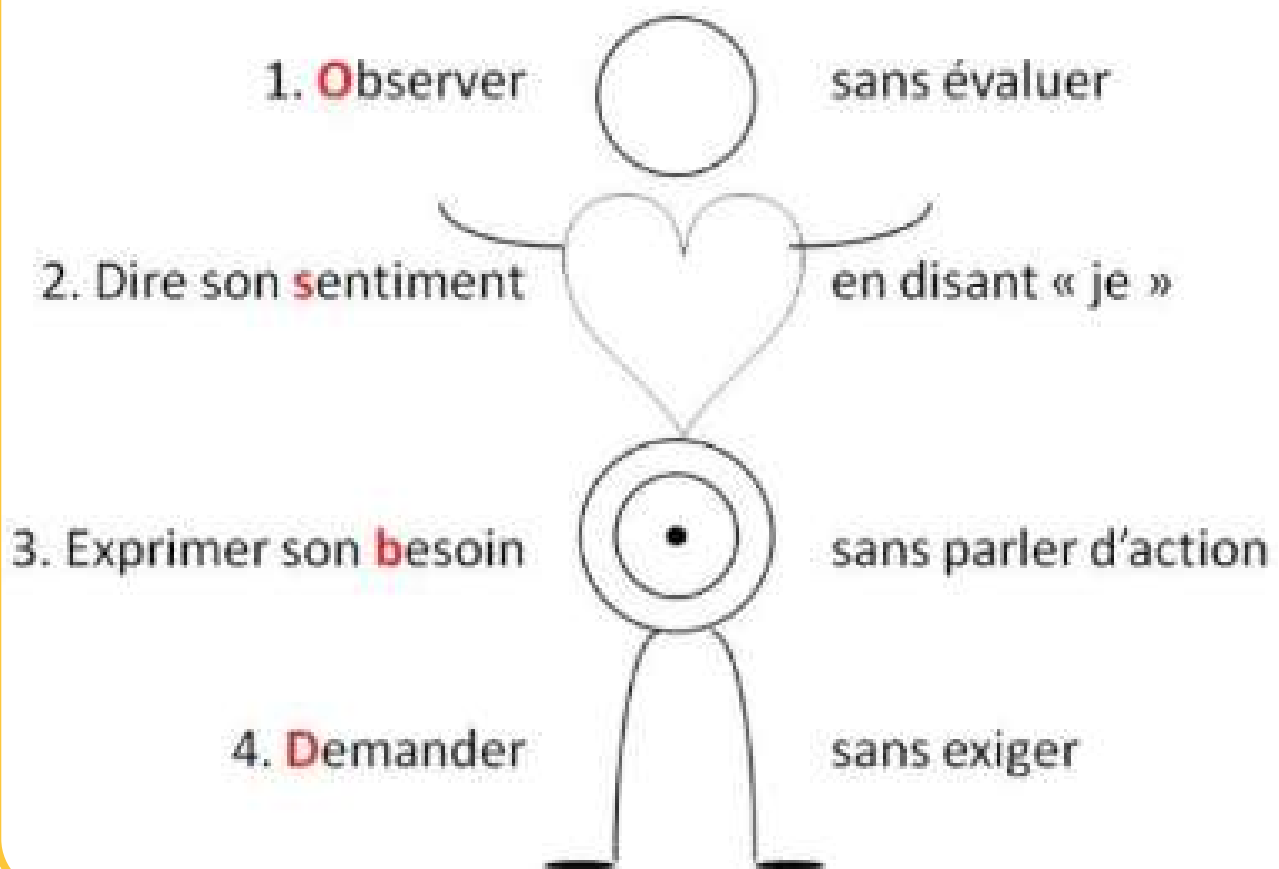 1. Observer sans évaluer
2. Dire son sentiment en disant « je »
3. Exprimer son besoin sans parler d'action
4. Demander sans exiger